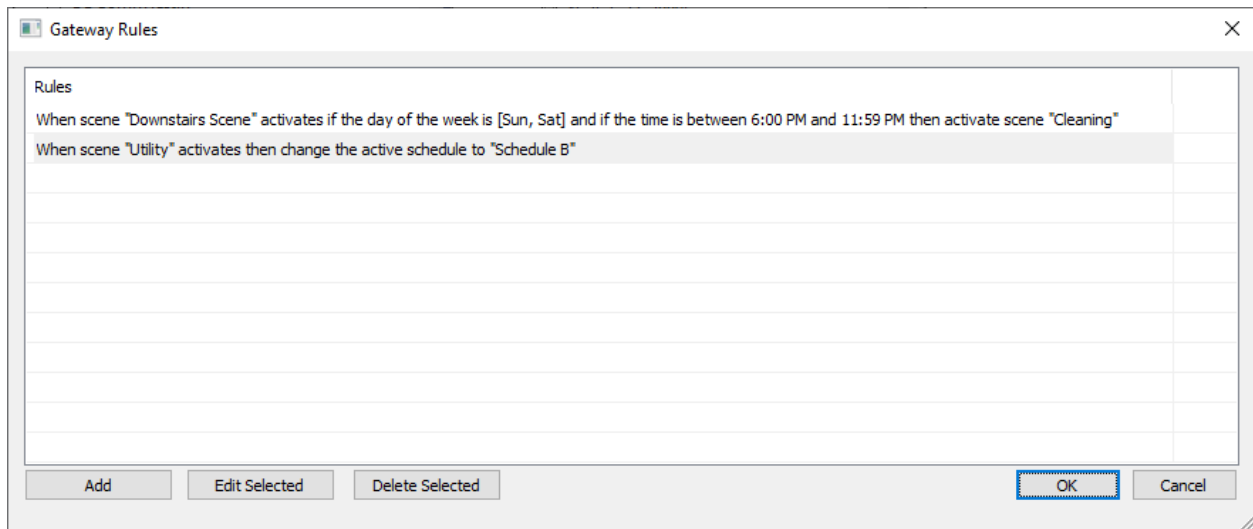 Gateway Rules
Rules
When scene "Downstairs Scene" activates if the day of the week is [Sun, Sat] and if the time is between 6:00 PM and 11:59 PM then activate scene "Cleaning"
When scene "Utility" activates then change the active schedule to "Schedule B"
Add Edit Selected Delete Selected OK Cancel